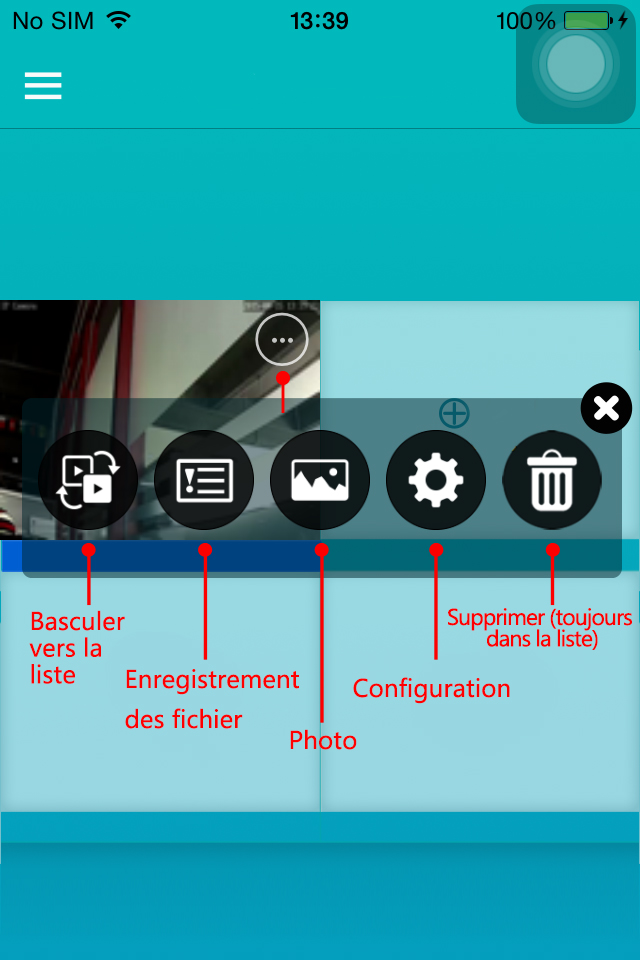 No SIM 13:39 100%
Basculer
vers la
liste
Enregistrement
des fichier
Photo
Configuration
Supprimer (toujours
dans la liste)